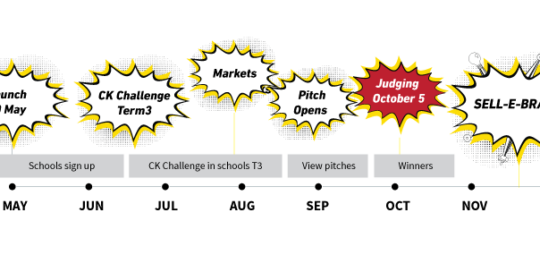 unch
May
CK Challenge
Term3
Markets
Pitch
Opens
Judging
October 5
SELL-E-BRA
Schools sign up
CK Challenge in schools T3
View pitches
Winners
MAY
JUN
JUL
AUG
SEP
OCT
NOV